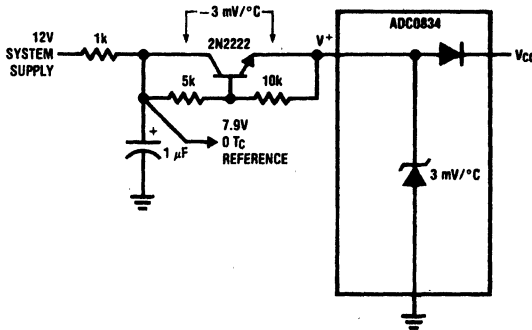 12V
SYSTEM
SUPPLY
1k
−3 mV/°C
2N2222
5k
10k
V+
ADC0834
+
1 μF
7.9V
0 TC
REFERENCE
3 mV/°C